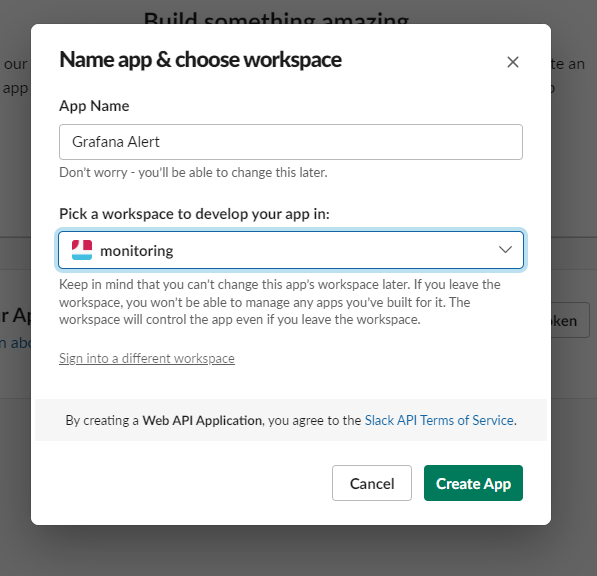 Build something amazing
our
te an
app
Name app & choose workspace
App Name
Grafana Alert
Don't worry - you'll be able to change this later.
Pick a workspace to develop your app in:
monitoring
Keep in mind that you can't change this app's workspace later. If you leave the
workspace, you won't be able to manage any apps you've built for it. The
workspace will control the app even if you leave the workspace.
Sign into a different workspace
By creating a Web API Application, you agree to the Slack API Terms of Service.
Cancel
Create App